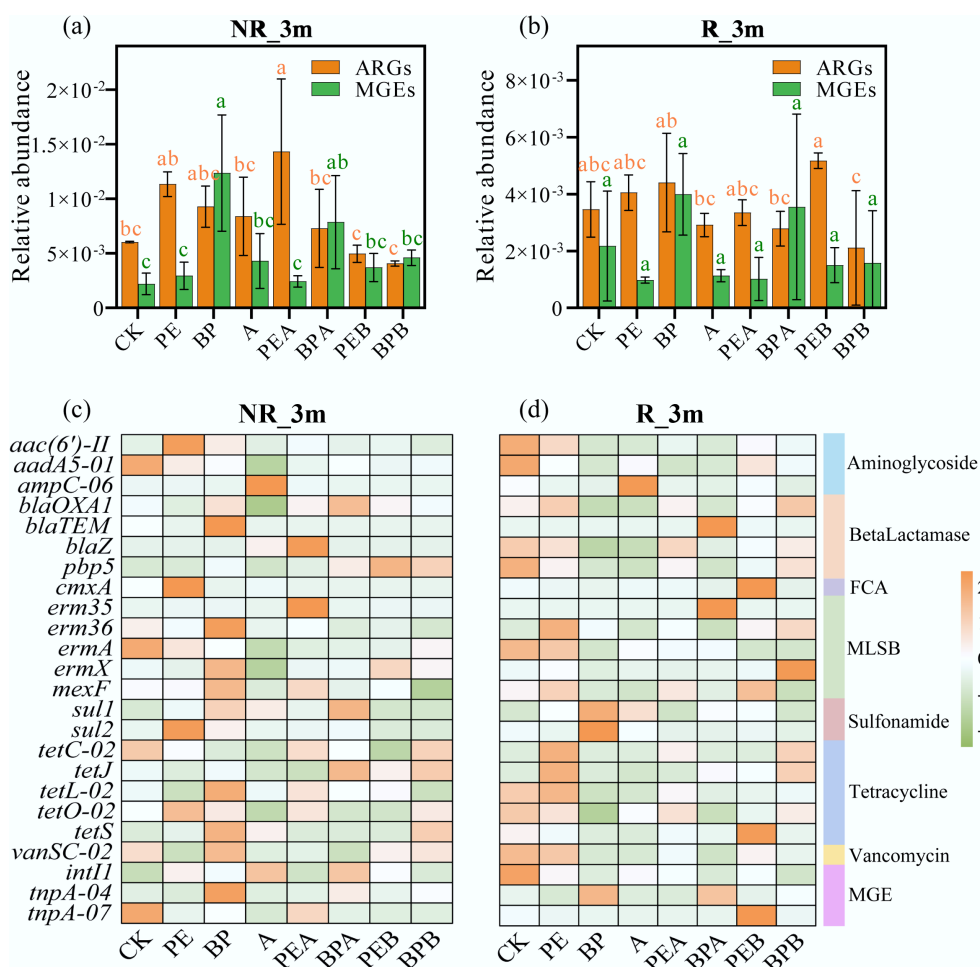 (a) NR_3m
(b) R_3m
Relative abundance
2×10⁻²
1.5×10⁻²
1×10⁻²
5×10⁻³
0
ARGs
MGEs
bc c ab c abc a bc bc a c bc ab c bc c bc
CK PE BP A PEA BPA PEB BPB
Relative abundance
8×10⁻³
6×10⁻³
4×10⁻³
2×10⁻³
0
ARGs
MGEs
abc a abc a ab a bc a abc a bc a a a c a
CK PE BP A PEA BPA PEB BPB
(c) NR_3m
(d) R_3m
aac(6')-II
aadA5-01
ampC-06
blaOXA1
blaTEM
blaZ
pbp5
cmxA
erm35
erm36
ermA
ermX
mexF
sul1
sul2
tetC-02
tetJ
tetL-02
tetO-02
tetS
vanSC-02
intI1
tnpA-04
tnpA-07
CK PE BP A PEA BPA PEB BPB
CK PE BP A PEA BPA PEB BPB
Aminoglycoside
BetaLactamase
FCA
MLSB
Sulfonamide
Tetracycline
Vancomycin
MGE